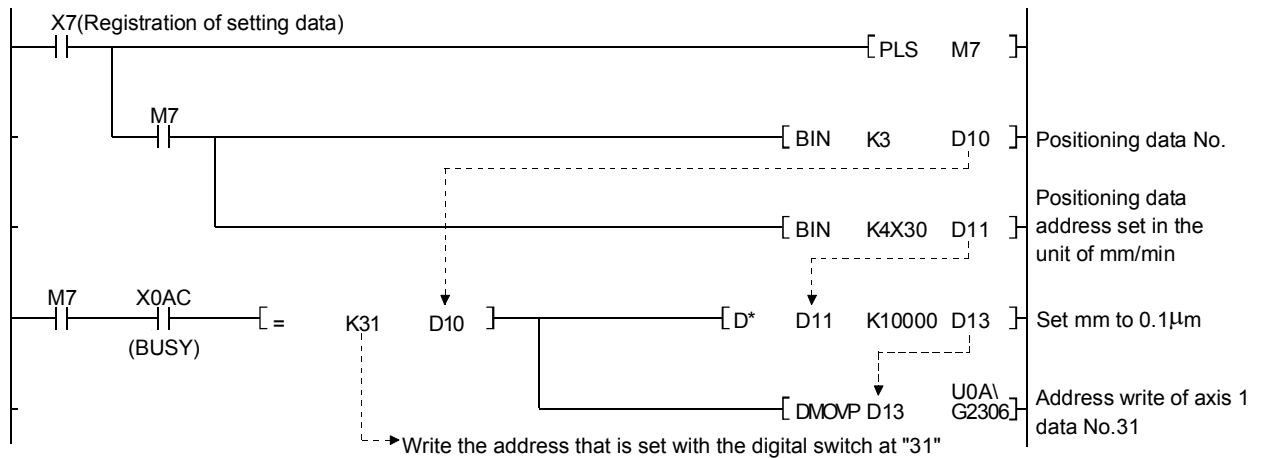 X7(Registration of setting data)
PLS M7
M7
BIN K3 D10 Positioning data No.
Positioning data
address set in the
unit of mm/min
BIN K4X30 D11
M7 X0AC
(BUSY)
= K31 D10
D* D11 K10000 D13 Set mm to 0.1μm
DMOVP D13 U0A\
G2306
Address write of axis 1
data No.31
Write the address that is set with the digital switch at "31"